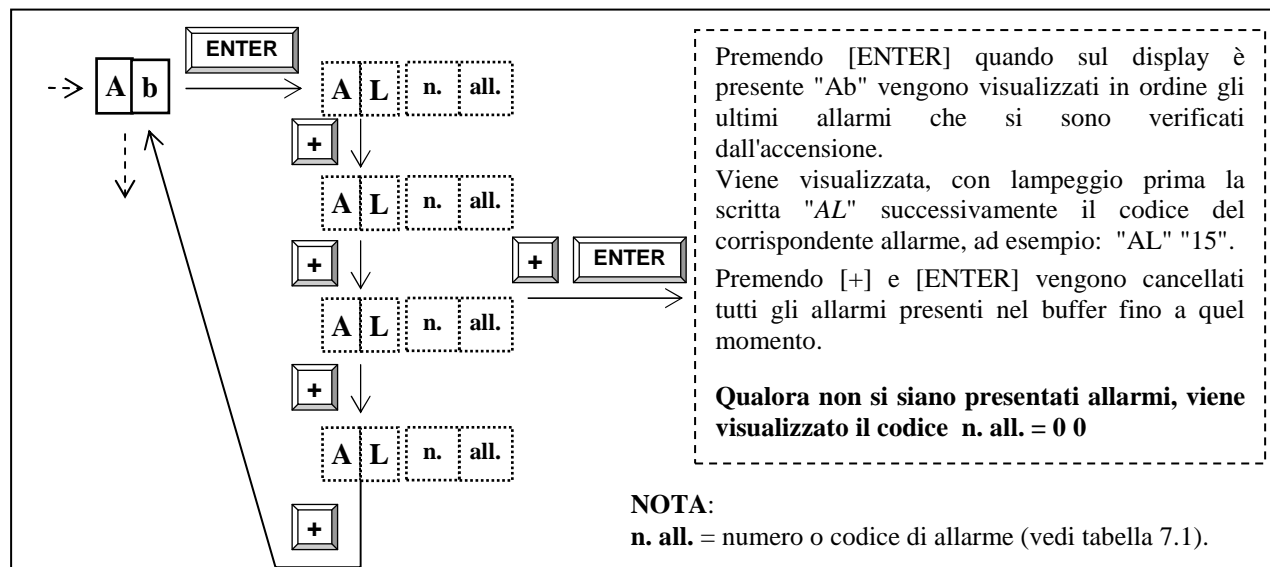 ENTER
A b
A L n. all.
+
A L n. all.
+
+ ENTER
A L n. all.
+
A L n. all.
+
Premendo [ENTER] quando sul display è
presente "Ab" vengono visualizzati in ordine gli
ultimi allarmi che si sono verificati
dall'accensione.
Viene visualizzata, con lampeggio prima la
scritta "AL" successivamente il codice del
corrispondente allarme, ad esempio: "AL" "15".
Premendo [+] e [ENTER] vengono cancellati
tutti gli allarmi presenti nel buffer fino a quel
momento.
Qualora non si siano presentati allarmi, viene
visualizzato il codice n. all. = 0 0
NOTA:
n. all. = numero o codice di allarme (vedi tabella 7.1).